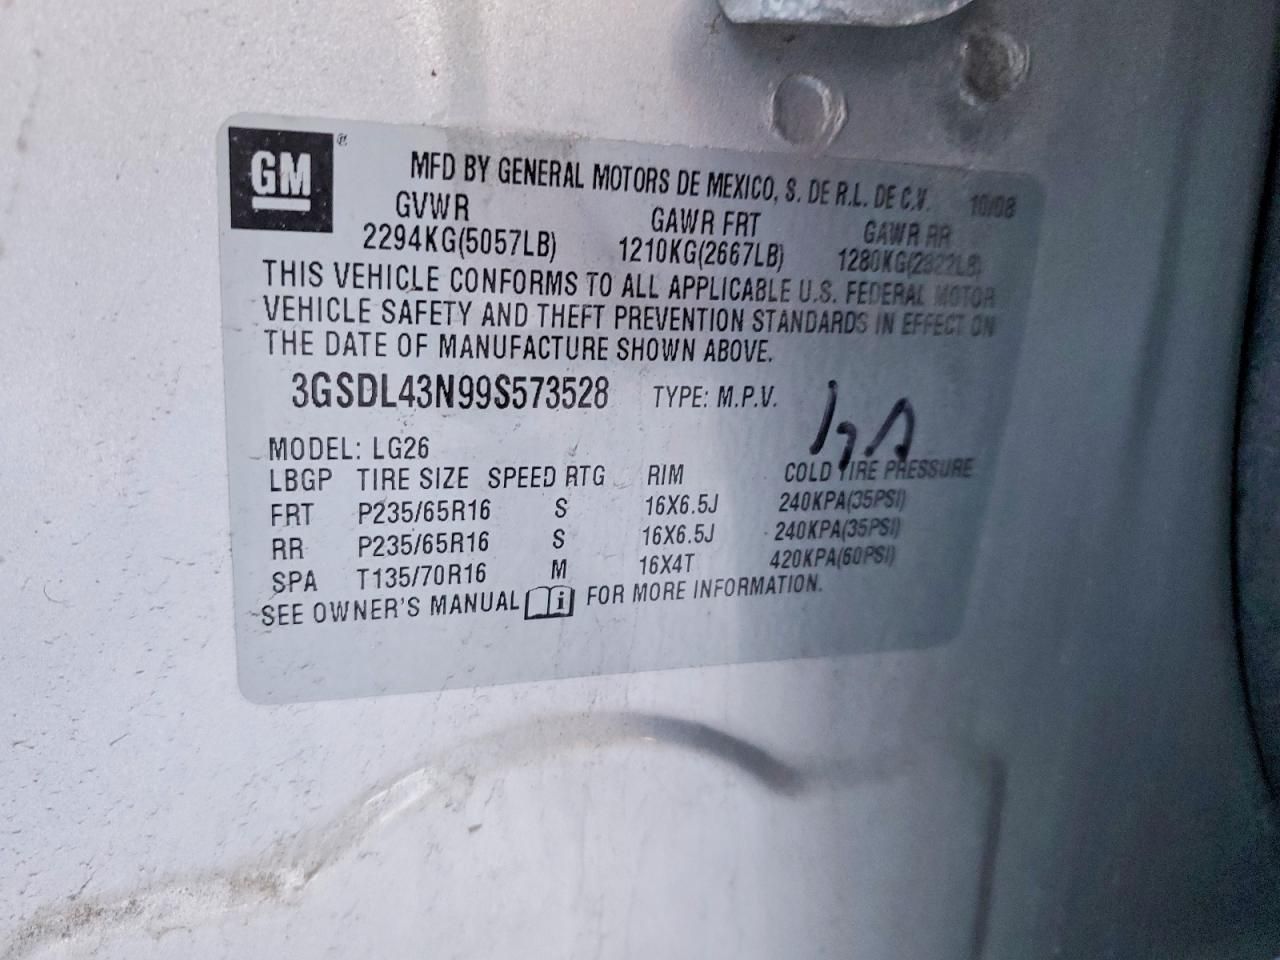 GM®
MFD BY GENERAL MOTORS DE MEXICO, S. DE R.L. DE C.V. 10/08
GVWR GAWR FRT GAWR RR
2294KG(5057LB) 1210KG(2667LB) 1280KG(2822LB)
THIS VEHICLE CONFORMS TO ALL APPLICABLE U.S. FEDERAL MOTOR
VEHICLE SAFETY AND THEFT PREVENTION STANDARDS IN EFFECT ON
THE DATE OF MANUFACTURE SHOWN ABOVE.
3GSDL43N99S573528 TYPE: M.P.V.
MODEL: LG26
LBGP TIRE SIZE SPEED RTG RIM COLD TIRE PRESSURE
FRT P235/65R16 S 16X6.5J 240KPA(35PSI)
RR P235/65R16 S 16X6.5J 240KPA(35PSI)
SPA T135/70R16 M 16X4T 420KPA(60PSI)
SEE OWNER'S MANUAL i FOR MORE INFORMATION.